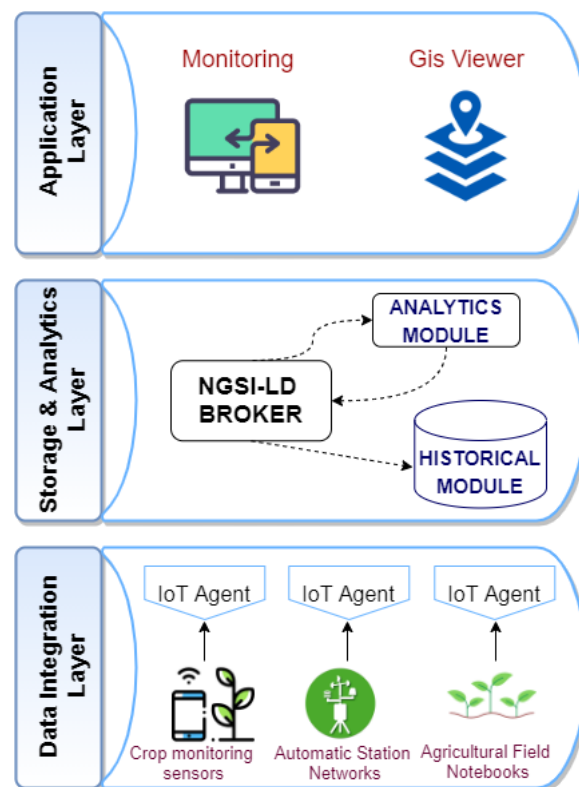 Application
Layer
Monitoring
Gis Viewer
Storage & Analytics
Layer
ANALYTICS
MODULE
NGSI-LD
BROKER
HISTORICAL
MODULE
Data Integration
Layer
IoT Agent
IoT Agent
IoT Agent
Crop monitoring
sensors
Automatic Station
Networks
Agricultural Field
Notebooks